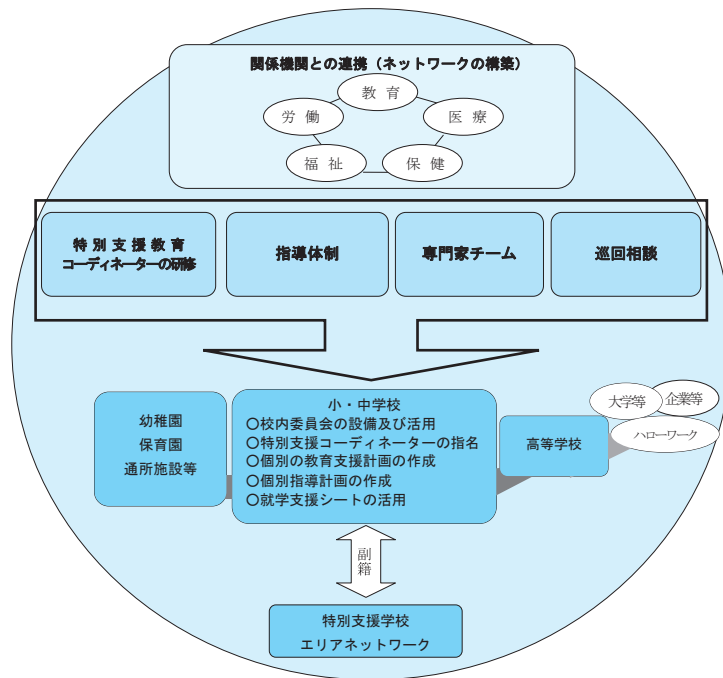 関係機関との連携（ネットワークの構築）
教育
労働
医療
福祉
保健
特別支援教育
コーディネーターの研修
指導体制
専門家チーム
巡回相談
幼稚園
保育園
通所施設等
小・中学校
○校内委員会の設備及び活用
○特別支援コーディネーターの指名
○個別の教育支援計画の作成
○個別指導計画の作成
○就学支援シートの活用
高等学校
大学等
企業等
ハローワーク
副籍
特別支援学校
エリアネットワーク